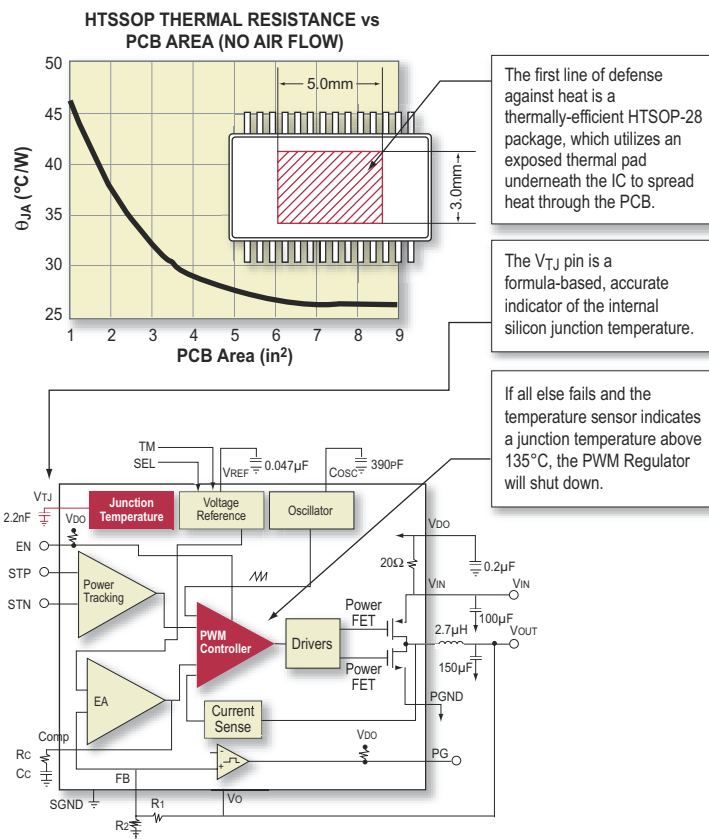 HTSSOP THERMAL RESISTANCE vs
PCB AREA (NO AIR FLOW)
50
45
40
35
30
25
θJA (°C/W)
1 2 3 4 5 6 7 8 9
PCB Area (in²)
5.0mm
3.0mm
The first line of defense
against heat is a
thermally-efficient HTSOP-28
package, which utilizes an
exposed thermal pad
underneath the IC to spread
heat through the PCB.
The VTJ pin is a
formula-based, accurate
indicator of the internal
silicon junction temperature.
If all else fails and the
temperature sensor indicates
a junction temperature above
135°C, the PWM Regulator
will shut down.
TM
SEL
VREF
0.047µF
COSC
390PF
VTJ
2.2nF
Junction
Temperature
Voltage
Reference
Oscillator
VDO
EN
STP
STN
Power
Tracking
PWM
Controller
Drivers
Power
FET
Power
FET
VDO
20Ω
0.2µF
VIN
VIN
100µF
2.7µH
VOUT
150µF
PGND
EA
Current
Sense
Comp
RC
CC
-
+
VDO
PG
FB
SGND
R1
R2
VO